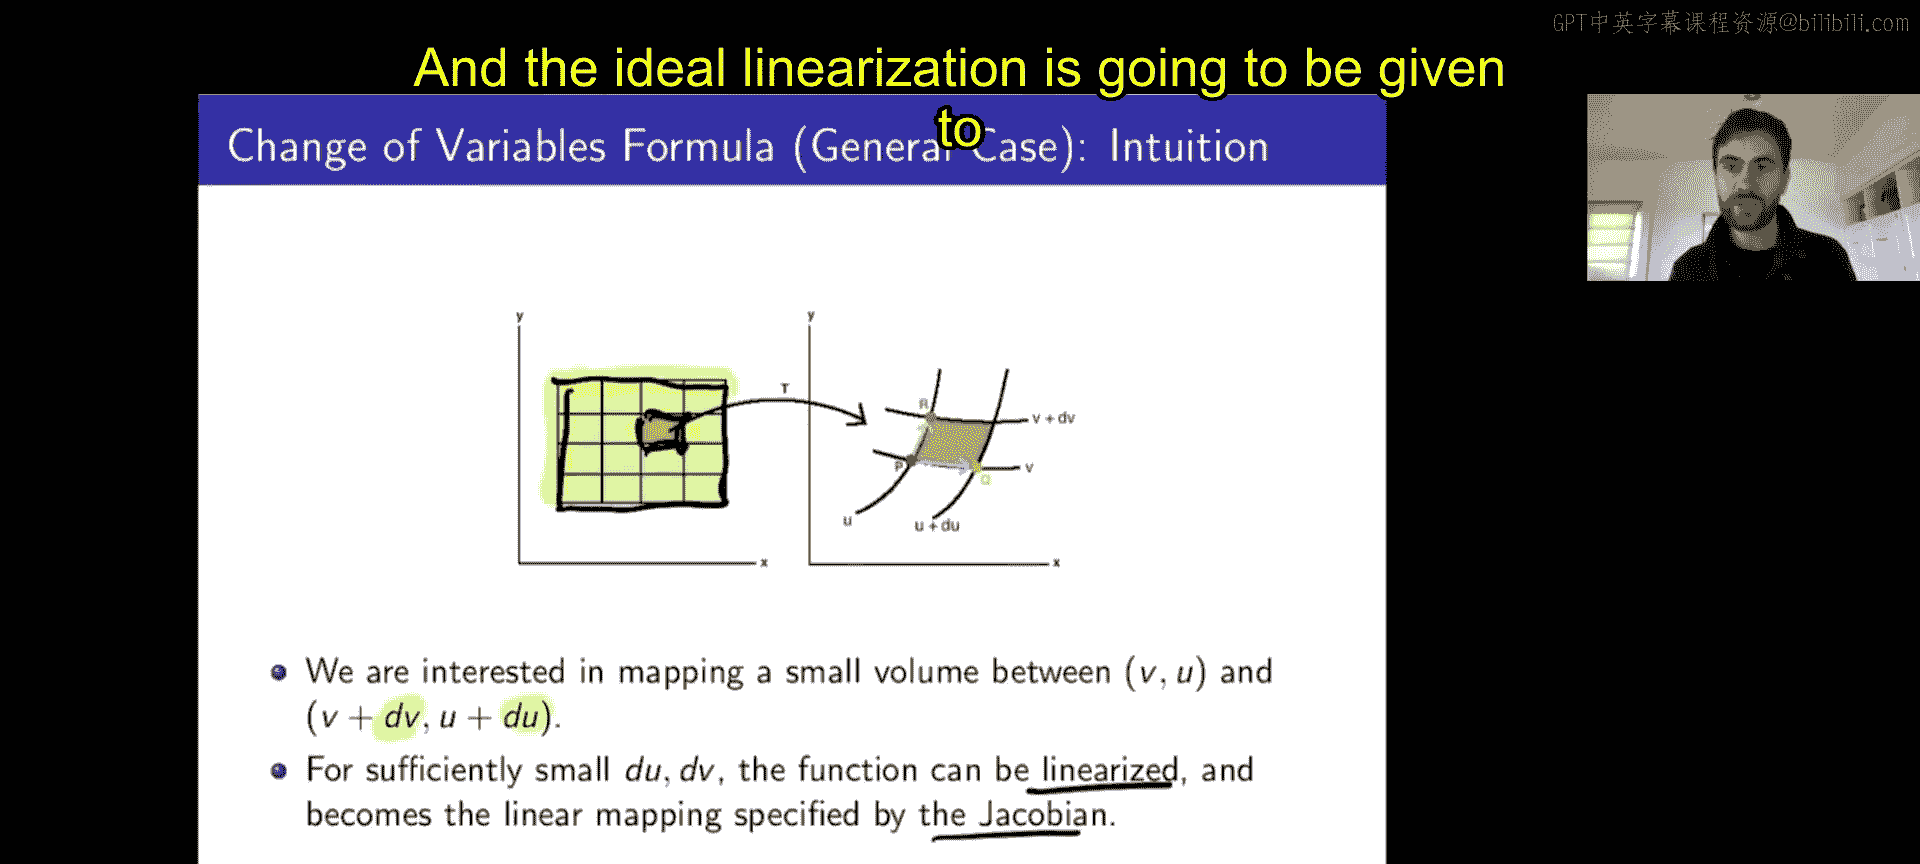 GPT中英字幕课程资源@bilibili.com
And the ideal linearization is going to be given
to
Change of Variables Formula (General Case): Intuition
y
y
T
R
v + dv
P
v
Q
u
u + du
x
x
We are interested in mapping a small volume between (v, u) and
(v + dv, u + du).
For sufficiently small du, dv, the function can be linearized, and
becomes the linear mapping specified by the Jacobian.